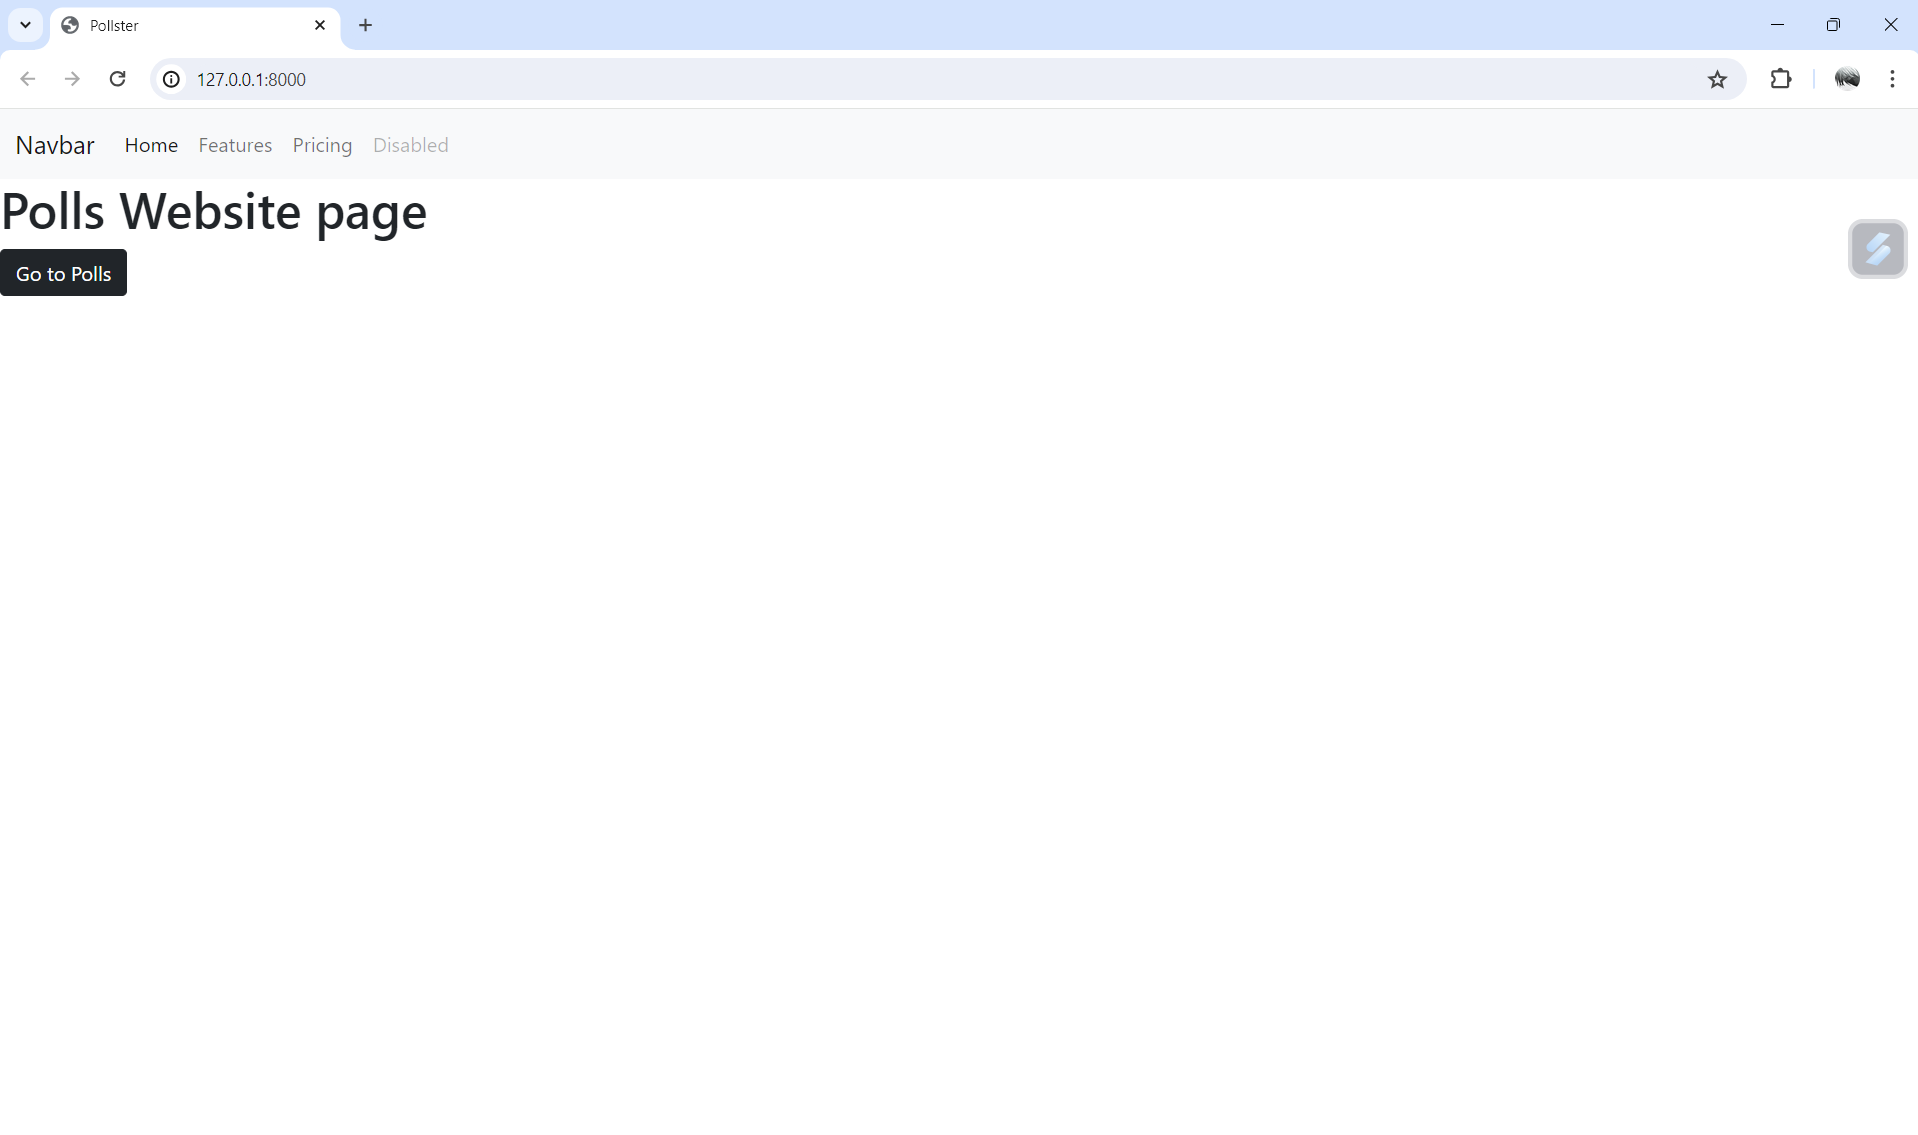 Pollster
127.0.0.1:8000
Navbar Home Features Pricing Disabled
Polls Website page
Go to Polls